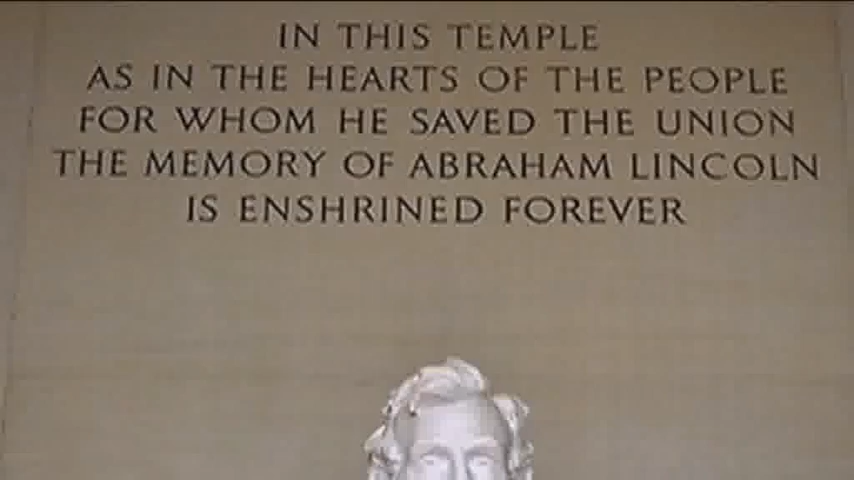 IN THIS TEMPLE
AS IN THE HEARTS OF THE PEOPLE
FOR WHOM HE SAVED THE UNION
THE MEMORY OF ABRAHAM LINCOLN
IS ENSHRINED FOREVER